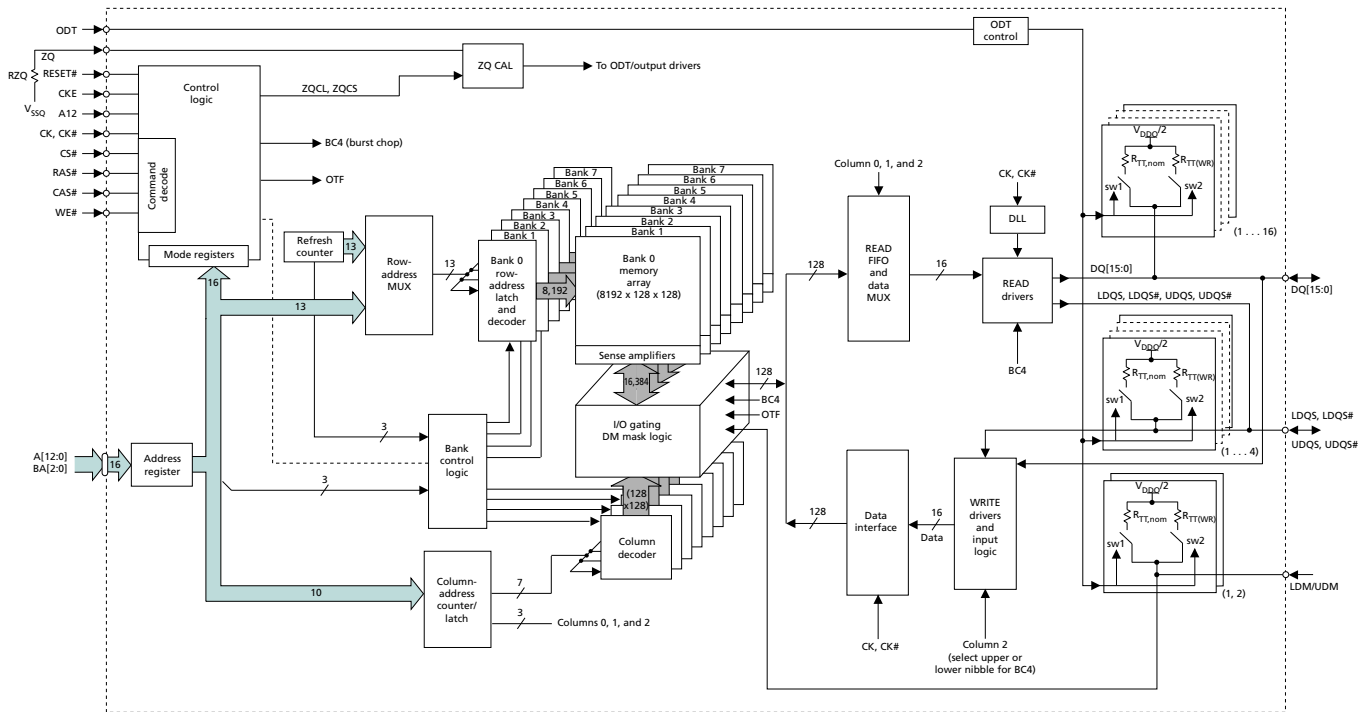 ODT
ODT
control
ZQ
RZQ
RESET#
ZQ CAL
To ODT/output drivers
Control
logic
CKE
ZQCL, ZQCS
VSSQ
A12
CK, CK#
BC4 (burst chop)
CS#
RAS#
OTF
CAS#
WE#
Command
decode
Mode registers
16
Refresh
counter
13
Row-
address
MUX
13
13
Bank 7
Bank 6
Bank 5
Bank 4
Bank 3
Bank 2
Bank 1
Bank 0
row-
address
latch
and
decoder
8,192
Bank 7
Bank 6
Bank 5
Bank 4
Bank 3
Bank 2
Bank 1
Bank 0
memory
array
(8192 x 128 x 128)
Sense amplifiers
16,384
I/O gating
DM mask logic
128
BC4
OTF
(128
x128)
Column
decoder
3
Bank
control
logic
3
A[12:0]
BA[2:0]
16
Address
register
10
Column-
address
counter/
latch
7
3
Columns 0, 1, and 2
Column 0, 1, and 2
128
READ
FIFO
and
data
MUX
16
CK, CK#
DLL
READ
drivers
BC4
DQ[15:0]
LDQS, LDQS#, UDQS, UDQS#
128
Data
interface
16
Data
WRITE
drivers
and
input
logic
CK, CK#
Column 2
(select upper or
lower nibble for BC4)
VDDQ/2
RTT,nom
RTT(WR)
sw1
sw2
(1 . . . 16)
DQ[15:0]
VDDQ/2
RTT,nom
RTT(WR)
sw1
sw2
(1 . . . 4)
LDQS, LDQS#
UDQS, UDQS#
VDDQ/2
RTT,nom
RTT(WR)
sw1
sw2
(1, 2)
LDM/UDM